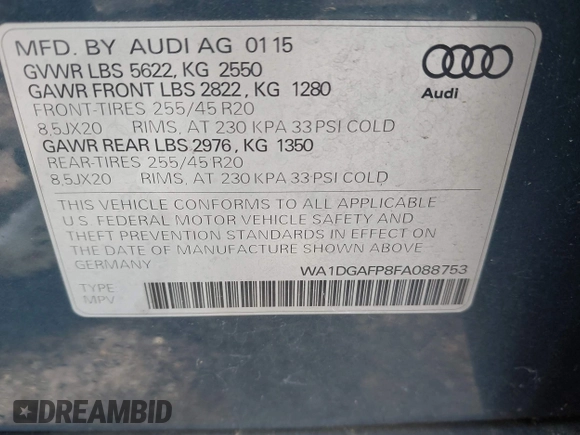 MFD. BY AUDI AG 01 15
GVWR LBS 5622, KG 2550
GAWR FRONT LBS 2822, KG 1280
FRONT-TIRES 255/45 R20
8,5JX20 RIMS, AT 230 KPA 33 PSI COLD
GAWR REAR LBS 2976, KG 1350
REAR-TIRES 255/45 R20
8,5JX20 RIMS, AT 230 KPA 33 PSI COLD
Audi
THIS VEHICLE CONFORMS TO ALL APPLICABLE
U.S. FEDERAL MOTOR VEHICLE SAFETY AND
THEFT PREVENTION STANDARDS IN EFFECT ON
THE DATE OF MANUFACTURE SHOWN ABOVE
GERMANY
WA1DGAFP8FA088753
TYPE
MPV
DREAMBID